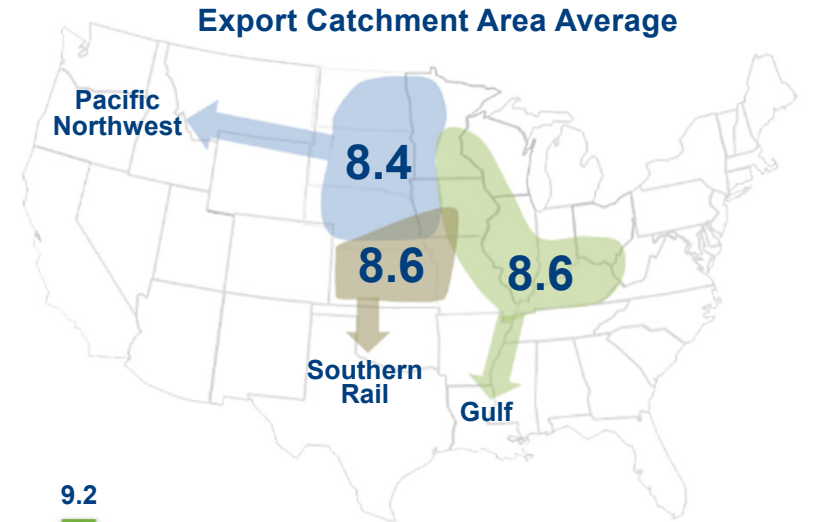 Export Catchment Area Average
Pacific
Northwest
8.4
8.6
8.6
Southern
Rail
Gulf
9.2